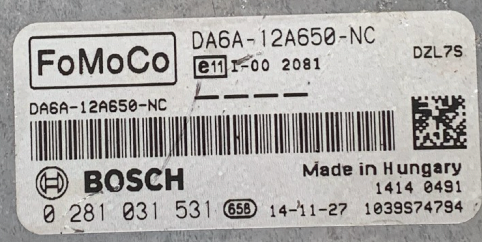 FoMoCo
DA6A-12A650-NC
DZL7S
e11 I-00 2081
DA6A-12A650-NC
BOSCH
Made in Hungary
1414 0491
0 281 031 531 658 14-11-27 1039S74794